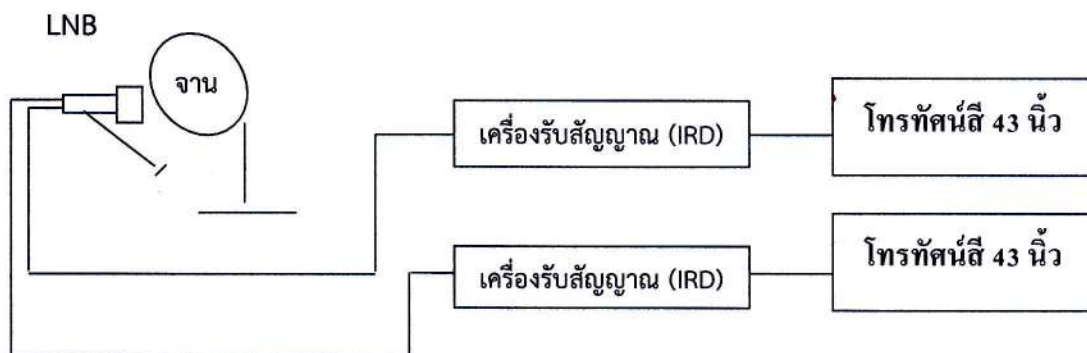 LNB
จาน
เครื่องรับสัญญาณ (IRD)
โทรทัศน์สี 43 นิ้ว
เครื่องรับสัญญาณ (IRD)
โทรทัศน์สี 43 นิ้ว